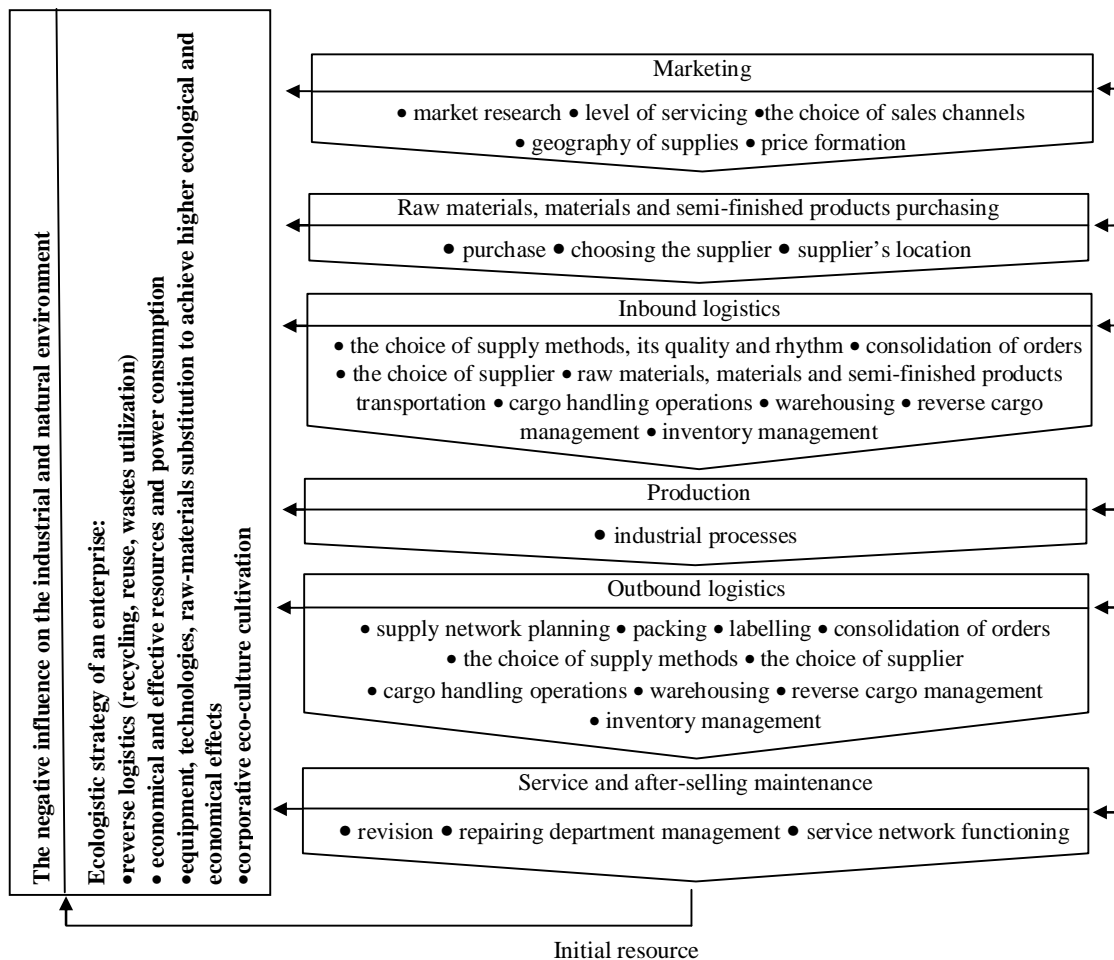 The negative influence on the industrial and natural environment
Ecologistic strategy of an enterprise:
•reverse logistics (recycling, reuse, wastes utilization)
• economical and effective resources and power consumption
•equipment, technologies, raw-materials substitution to achieve higher ecological and
economical effects
•corporative eco-culture cultivation
Marketing
• market research • level of servicing •the choice of sales channels
• geography of supplies • price formation
Raw materials, materials and semi-finished products purchasing
• purchase • choosing the supplier • supplier's location
Inbound logistics
• the choice of supply methods, its quality and rhythm • consolidation of orders
• the choice of supplier • raw materials, materials and semi-finished products
transportation • cargo handling operations • warehousing • reverse cargo
management • inventory management
Production
• industrial processes
Outbound logistics
• supply network planning • packing • labelling • consolidation of orders
• the choice of supply methods • the choice of supplier
• cargo handling operations • warehousing • reverse cargo management
• inventory management
Service and after-selling maintenance
• revision • repairing department management • service network functioning
Initial resource